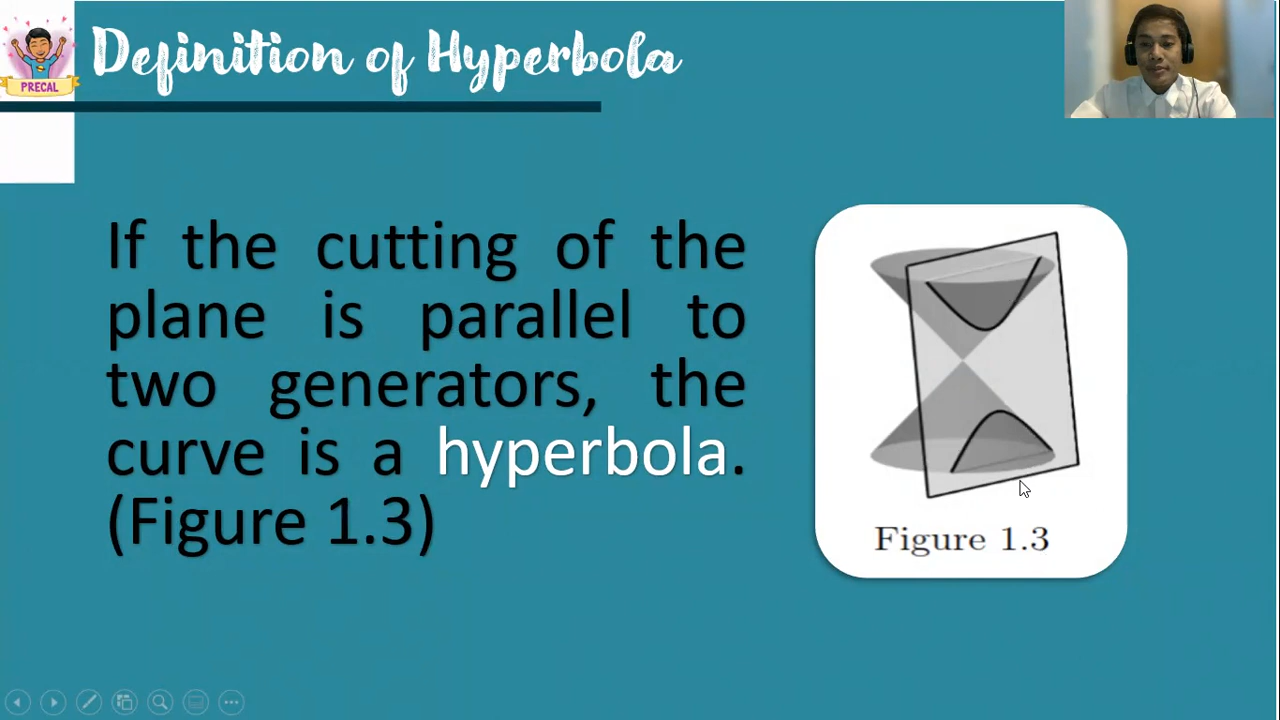 Definition of Hyperbola
PRECAL
If the cutting of the
plane is parallel to
two generators, the
curve is a hyperbola.
(Figure 1.3)
Figure 1.3